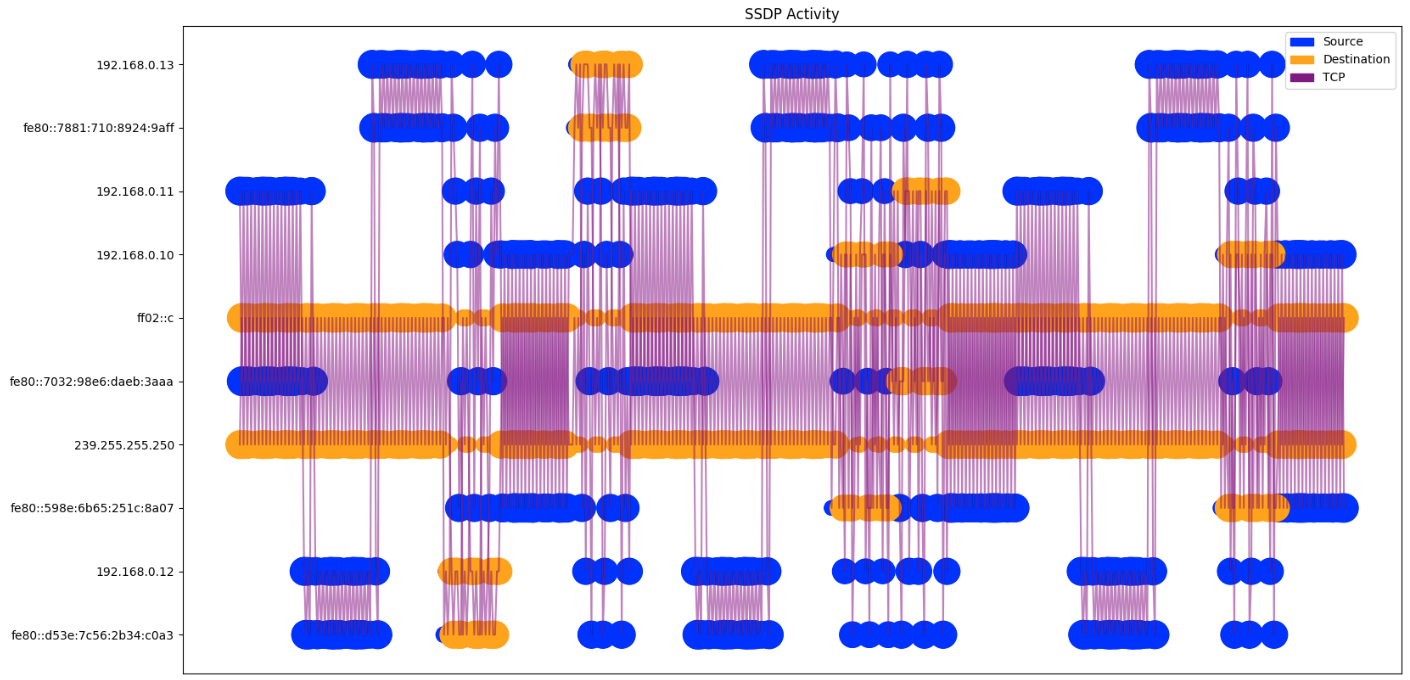 SSDP Activity
Source
Destination
TCP
192.168.0.13
fe80::7881:710:8924:9aff
192.168.0.11
192.168.0.10
ff02::c
fe80::7032:98e6:daeb:3aaa
239.255.255.250
fe80::598e:6b65:251c:8a07
192.168.0.12
fe80::d53e:7c56:2b34:c0a3